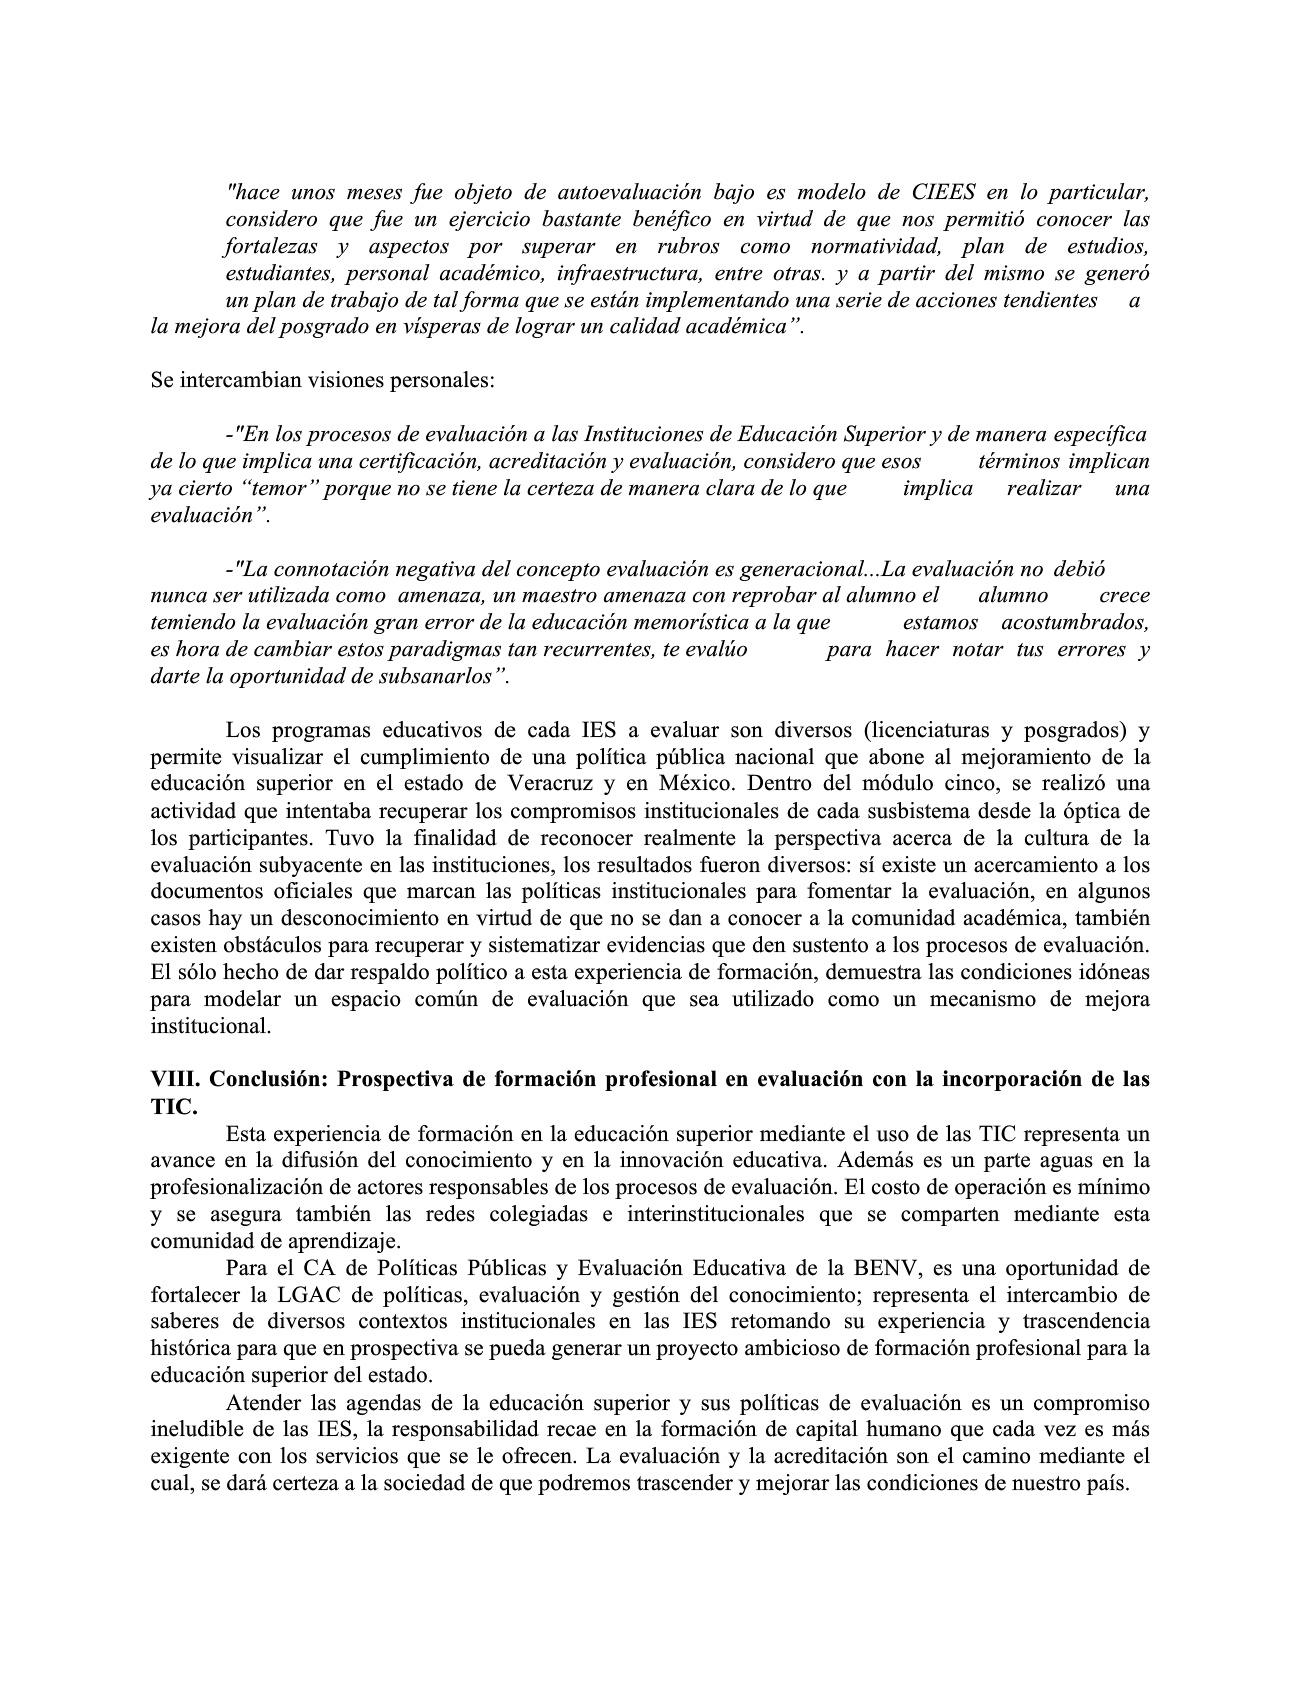 "hace unos meses fue objeto de autoevaluación bajo es modelo de CIEES en lo particular,
considero que fue un ejercicio bastante benéfico en virtud de que nos permitió conocer las
fortalezas y aspectos por superar en rubros como normatividad, plan de estudios,
estudiantes, personal académico, infraestructura, entre otras. y a partir del mismo se generó
un plan de trabajo de tal forma que se están implementando una serie de acciones tendientes a
la mejora del posgrado en vísperas de lograr un calidad académica”.
Se intercambian visiones personales:
-"En los procesos de evaluación a las Instituciones de Educación Superior y de manera específica
de lo que implica una certificación, acreditación y evaluación, considero que esos términos implican
ya cierto “temor” porque no se tiene la certeza de manera clara de lo que implica realizar una
evaluación”.
-"La connotación negativa del concepto evaluación es generacional...La evaluación no debió
nunca ser utilizada como amenaza, un maestro amenaza con reprobar al alumno el alumno crece
temiendo la evaluación gran error de la educación memorística a la que estamos acostumbrados,
es hora de cambiar estos paradigmas tan recurrentes, te evalúo para hacer notar tus errores y
darte la oportunidad de subsanarlos”.
Los programas educativos de cada IES a evaluar son diversos (licenciaturas y posgrados) y
permite visualizar el cumplimiento de una política pública nacional que abone al mejoramiento de la
educación superior en el estado de Veracruz y en México. Dentro del módulo cinco, se realizó una
actividad que intentaba recuperar los compromisos institucionales de cada susbistema desde la óptica de
los participantes. Tuvo la finalidad de reconocer realmente la perspectiva acerca de la cultura de la
evaluación subyacente en las instituciones, los resultados fueron diversos: sí existe un acercamiento a los
documentos oficiales que marcan las políticas institucionales para fomentar la evaluación, en algunos
casos hay un desconocimiento en virtud de que no se dan a conocer a la comunidad académica, también
existen obstáculos para recuperar y sistematizar evidencias que den sustento a los procesos de evaluación.
El sólo hecho de dar respaldo político a esta experiencia de formación, demuestra las condiciones idóneas
para modelar un espacio común de evaluación que sea utilizado como un mecanismo de mejora
institucional.
VIII. Conclusión: Prospectiva de formación profesional en evaluación con la incorporación de las
TIC.
Esta experiencia de formación en la educación superior mediante el uso de las TIC representa un
avance en la difusión del conocimiento y en la innovación educativa. Además es un parte aguas en la
profesionalización de actores responsables de los procesos de evaluación. El costo de operación es mínimo
y se asegura también las redes colegiadas e interinstitucionales que se comparten mediante esta
comunidad de aprendizaje.
Para el CA de Políticas Públicas y Evaluación Educativa de la BENV, es una oportunidad de
fortalecer la LGAC de políticas, evaluación y gestión del conocimiento; representa el intercambio de
saberes de diversos contextos institucionales en las IES retomando su experiencia y trascendencia
histórica para que en prospectiva se pueda generar un proyecto ambicioso de formación profesional para la
educación superior del estado.
Atender las agendas de la educación superior y sus políticas de evaluación es un compromiso
ineludible de las IES, la responsabilidad recae en la formación de capital humano que cada vez es más
exigente con los servicios que se le ofrecen. La evaluación y la acreditación son el camino mediante el
cual, se dará certeza a la sociedad de que podremos trascender y mejorar las condiciones de nuestro país.